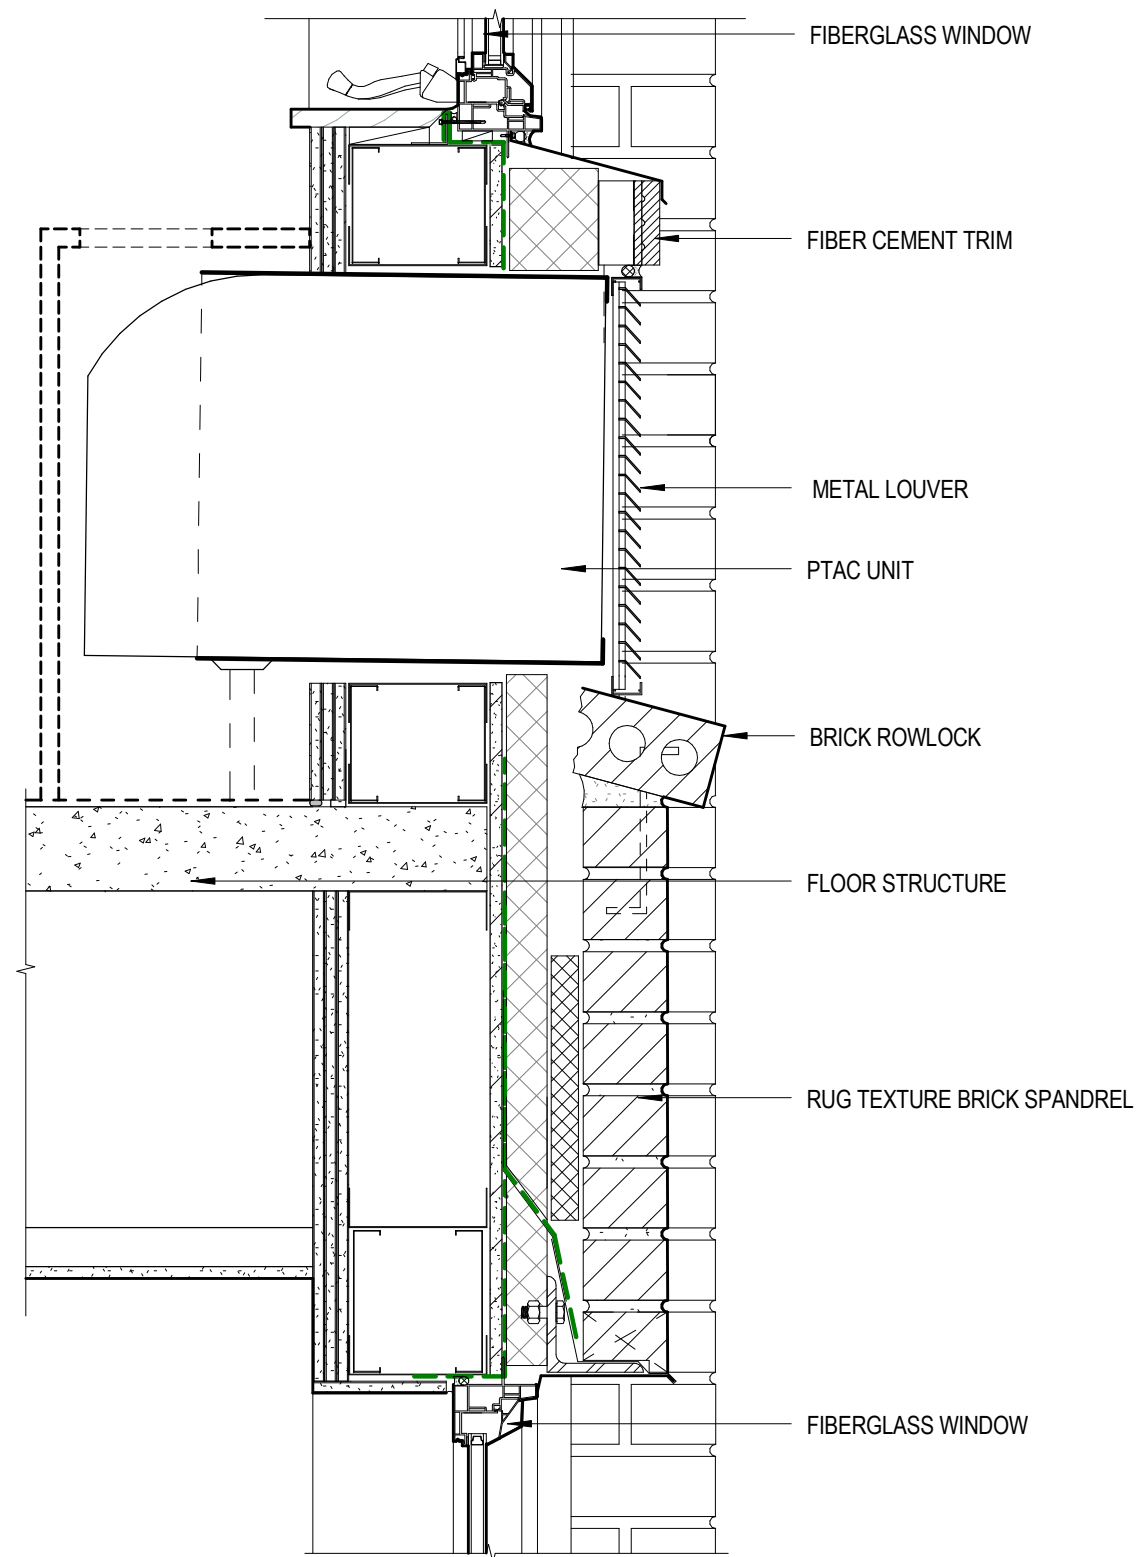 FIBERGLASS WINDOW
FIBER CEMENT TRIM
METAL LOUVER
PTAC UNIT
BRICK ROWLOCK
FLOOR STRUCTURE
RUG TEXTURE BRICK SPANDREL
FIBERGLASS WINDOW